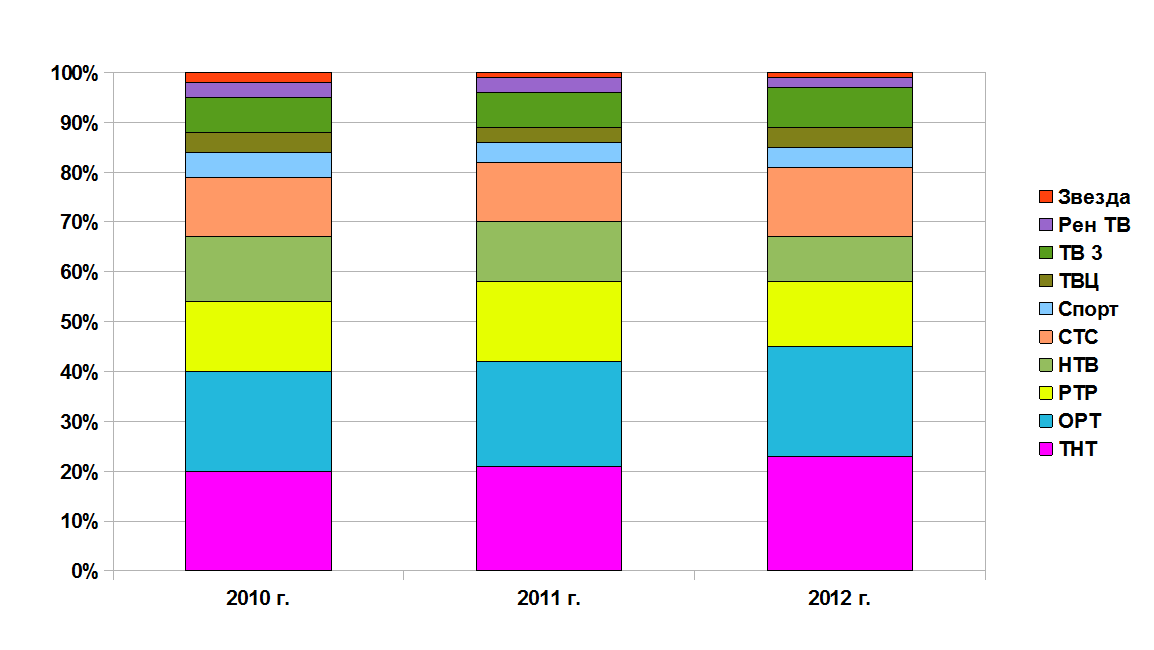 100%
90%
80%
70%
60%
50%
40%
30%
20%
10%
0%
2010 г.
2011 г.
2012 г.
Звезда
Рен ТВ
ТВ 3
ТВЦ
Спорт
СТС
НТВ
РТР
ОРТ
ТНТ